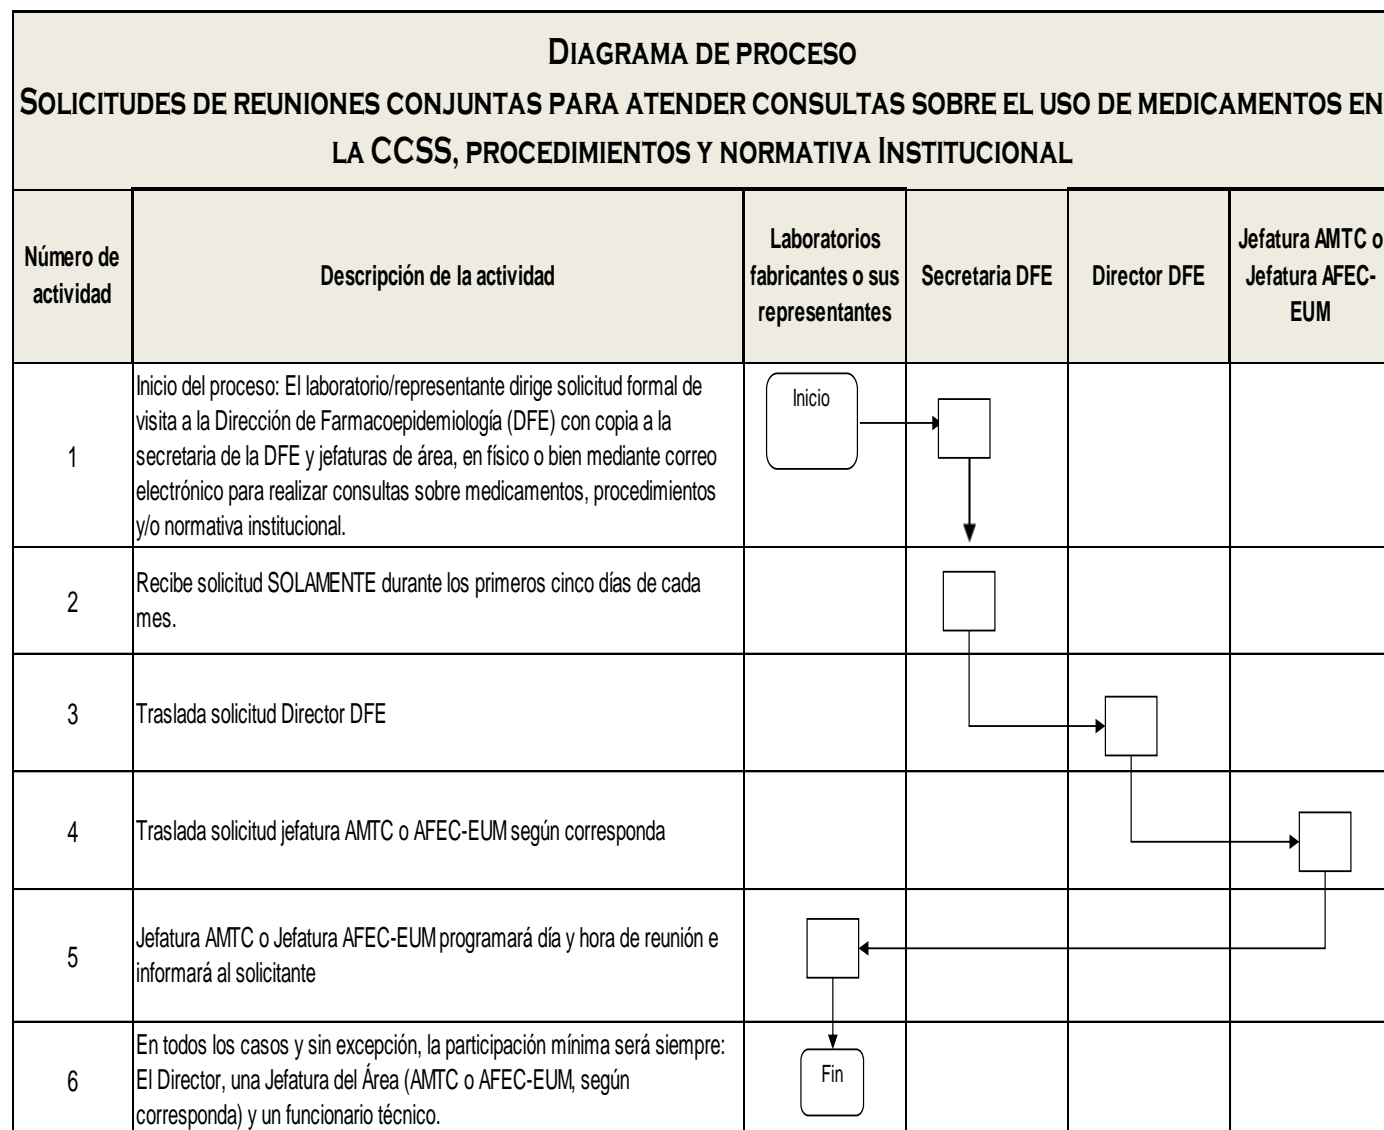 DIAGRAMA DE PROCESO
SOLICITUDES DE REUNIONES CONJUNTAS PARA ATENDER CONSULTAS SOBRE EL USO DE MEDICAMENTOS EN
LA CCSS, PROCEDIMIENTOS Y NORMATIVA INSTITUCIONAL
Número de
actividad
Descripción de la actividad
Laboratorios
fabricantes o sus
representantes
Secretaria DFE
Director DFE
Jefatura AMTC o
Jefatura AFEC-
EUM
1
Inicio del proceso: El laboratorio/representante dirige solicitud formal de
visita a la Dirección de Farmacoepidemiología (DFE) con copia a la
secretaria de la DFE y jefaturas de área, en físico o bien mediante correo
electrónico para realizar consultas sobre medicamentos, procedimientos
y/o normativa institucional.
Inicio
2
Recibe solicitud SOLAMENTE durante los primeros cinco días de cada
mes.
3
Traslada solicitud Director DFE
4
Traslada solicitud jefatura AMTC o AFEC-EUM según corresponda
5
Jefatura AMTC o Jefatura AFEC-EUM programará día y hora de reunión e
informará al solicitante
6
En todos los casos y sin excepción, la participación mínima será siempre:
El Director, una Jefatura del Área (AMTC o AFEC-EUM, según
corresponda) y un funcionario técnico.
Fin